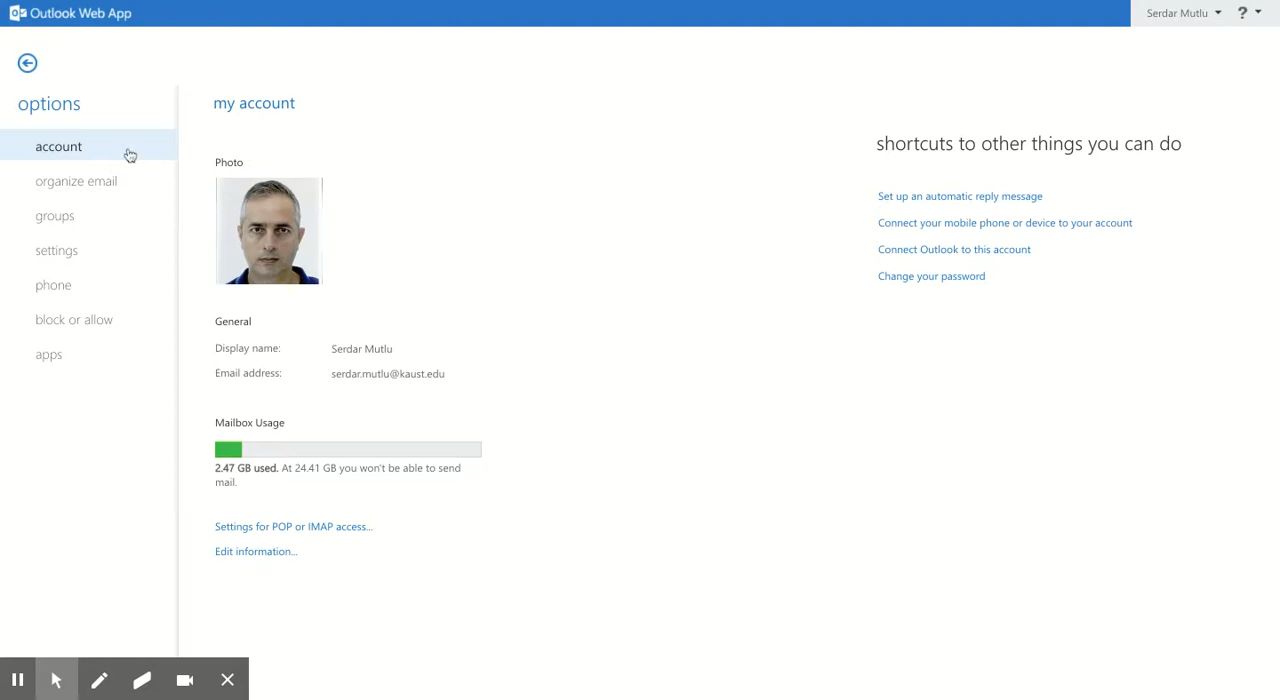 Outlook Web App
Serdar Mutlu
?
options
account
organize email
groups
settings
phone
block or allow
apps
my account
Photo
General
Display name: Serdar Mutlu
Email address: serdar.mutlu@kaust.edu
Mailbox Usage
2.47 GB used. At 24.41 GB you won't be able to send
mail.
Settings for POP or IMAP access...
Edit information...
shortcuts to other things you can do
Set up an automatic reply message
Connect your mobile phone or device to your account
Connect Outlook to this account
Change your password